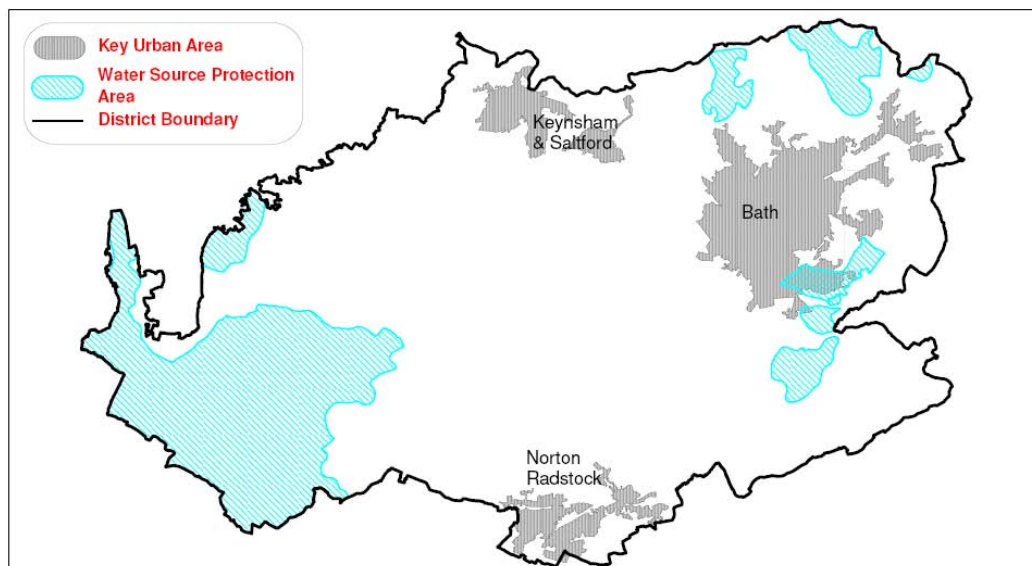 Key Urban Area
Water Source Protection
Area
District Boundary
Keynsham
& Saltford
Bath
Norton
Radstock